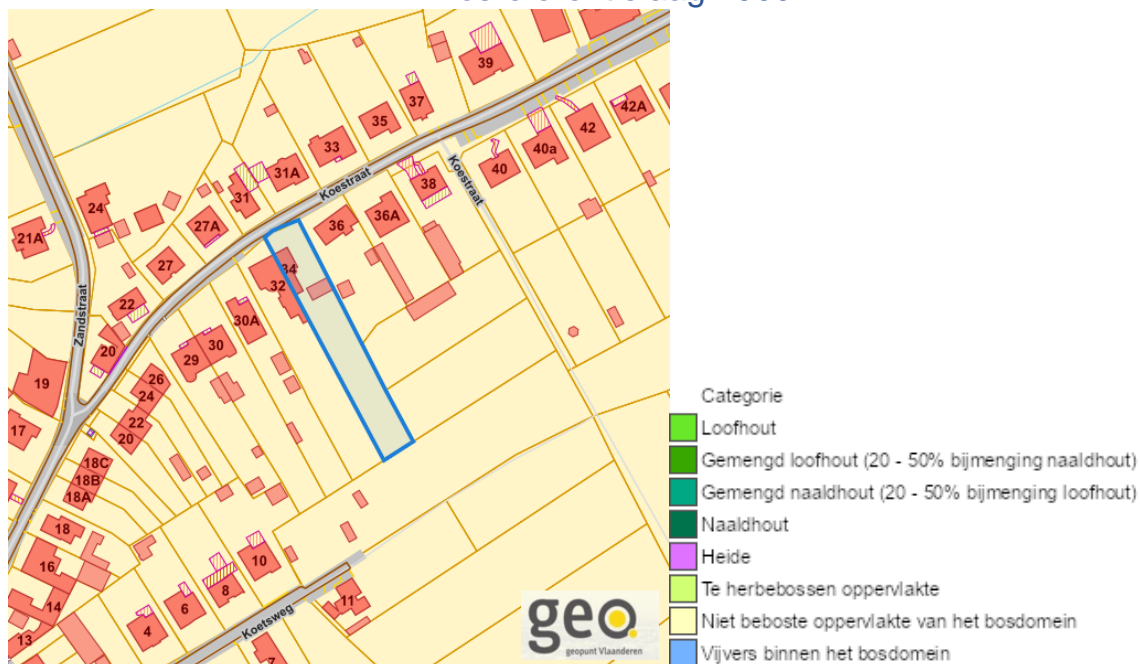 39
37
35
33
31A
31
Koestraat
42A
42
40a
40
Koestraat
38
36A
36
24
21A
27A
27
22
Zandstraat
34
32
30A
30
29
20
19
17
26
24
22
20
18C
18B
18A
18
16
14
13
10
8
6
4
Koetsweg
11
7
geo.
geopunt Vlaanderen
Categorie
Loofhout
Gemengd loofhout (20 - 50% bijmenging naaldhout)
Gemengd naaldhout (20 - 50% bijmenging loofhout)
Naaldhout
Heide
Te herbebossen oppervlakte
Niet beboste oppervlakte van het bosdomein
Vijvers binnen het bosdomein